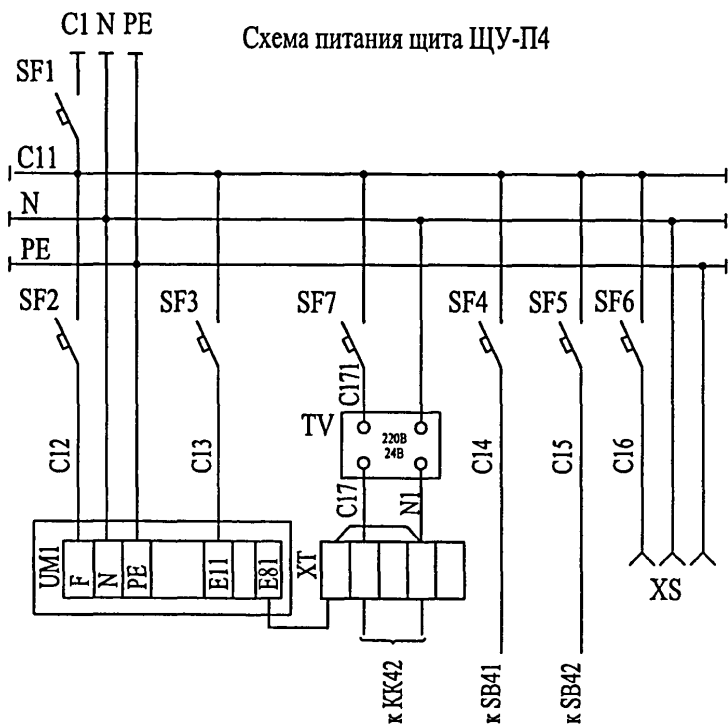 C1 N PE
Схема питания щита ЩУ-П4
SF1
C11
N
PE
SF2
SF3
SF7
SF4
SF5
SF6
C171
TV
220В
24В
C12
C13
C17
N1
C14
C15
C16
UM1
F
N
PE
E11
E81
XT
XS
к КК42
к SB41
к SB42